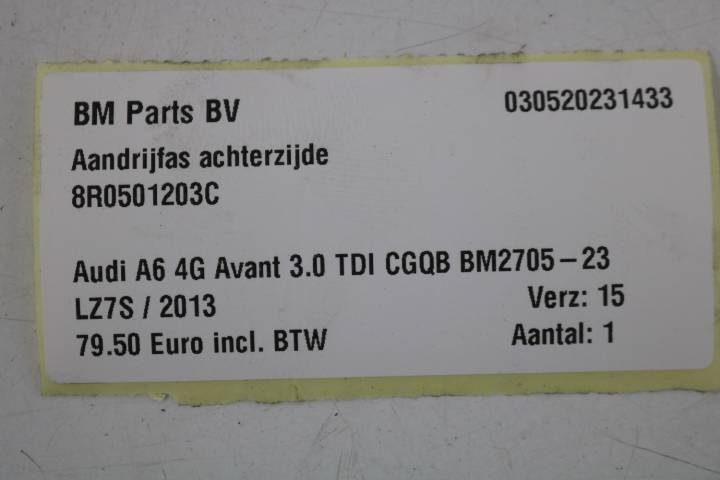 BM Parts BV 030520231433
Aandrijfas achterzijde
8R0501203C
Audi A6 4G Avant 3.0 TDI CGQB BM2705-23
LZ7S / 2013 Verz: 15
79.50 Euro incl. BTW Aantal: 1